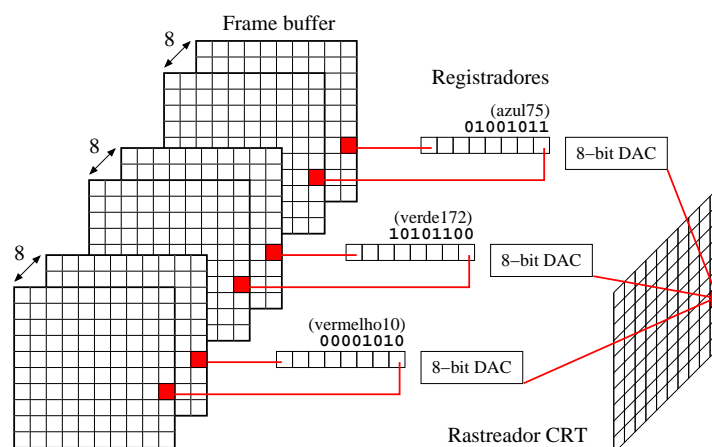 Frame buffer
8
Registradores
(azul75)
01001011
8−bit DAC
8
(verde172)
10101100
8−bit DAC
8
(vermelho10)
00001010
8−bit DAC
Rastreador CRT